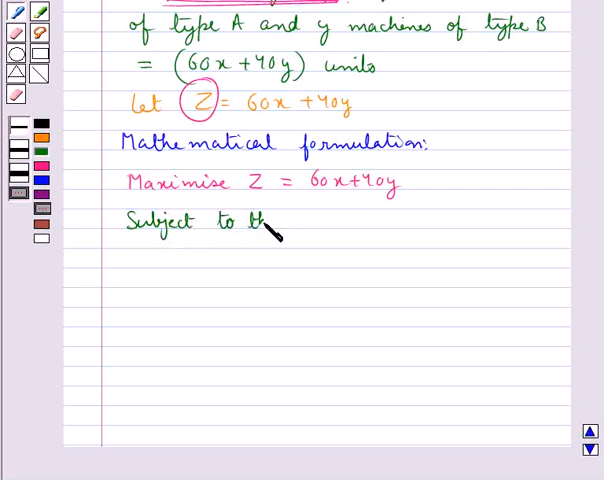 of type A and y machines of type B
= (60x + 40y) units
Let Z = 60x + 40y
Mathematical formulation:
Maximise Z = 60x + 40y
Subject to th